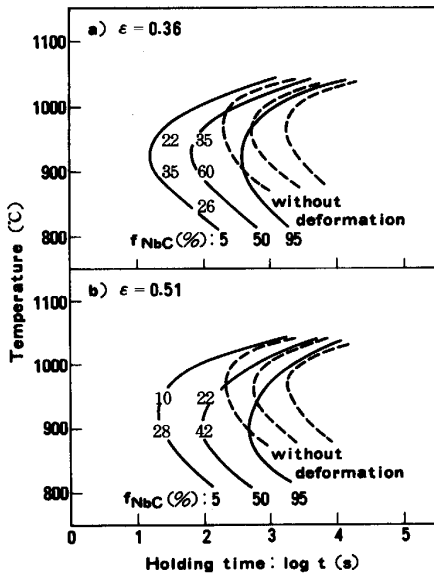 a) ε = 0.36
1100
1000
900
800
22
35
35
60
26
without
deformation
f NbC (%) : 5 50 95
Temperature (℃)
b) ε = 0.51
1100
1000
900
800
10
22
28
42
without
deformation
f NbC (%) : 5 50 95
0 1 2 3 4 5
Holding time : log t (s)